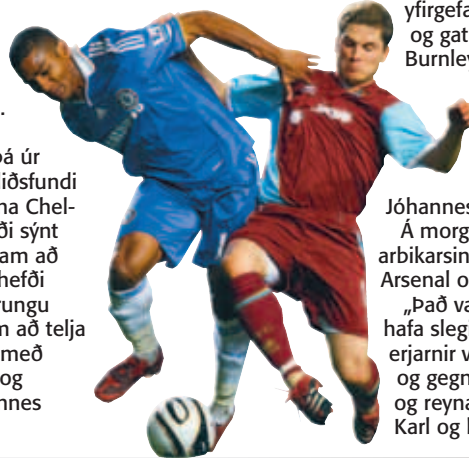 .
þá úr
iðsfundi
na Chel-
ði sýnt
am að
hefði
rungu
m að telja
með
og
nnes
yfirgefa
og gat
Burnley
Jóhannes
Á morg
arbikarsin
Arsenal o
„Það va
hafa slegi
erjarnir v
og gegn
og reyna
Karl og l